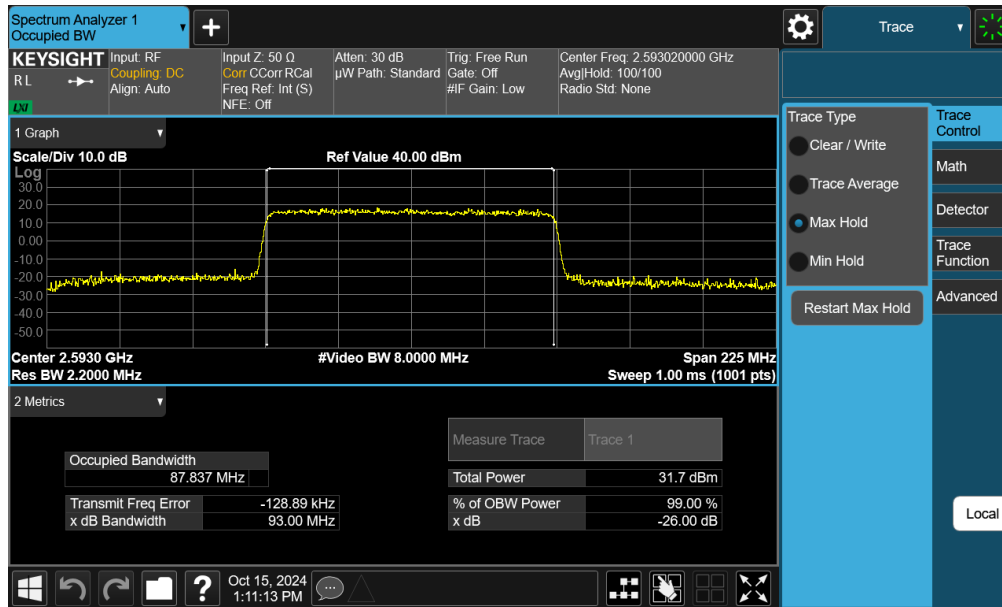 Spectrum Analyzer 1
Occupied BW
+
Trace
KEYSIGHT
R L
LXI
Input: RF
Coupling: DC
Align: Auto
Input Z: 50 Ω
Corr CCorr RCal
Freq Ref: Int (S)
NFE: Off
Atten: 30 dB
µW Path: Standard
Trig: Free Run
Gate: Off
#IF Gain: Low
Center Freq: 2.593020000 GHz
Avg|Hold: 100/100
Radio Std: None
1 Graph
Scale/Div 10.0 dB
Ref Value 40.00 dBm
Log
30.0
20.0
10.0
0.00
-10.0
-20.0
-30.0
-40.0
-50.0
Center 2.5930 GHz
#Video BW 8.0000 MHz
Span 225 MHz
Res BW 2.2000 MHz
Sweep 1.00 ms (1001 pts)
2 Metrics
Measure Trace
Trace 1
Occupied Bandwidth
87.837 MHz
Total Power
31.7 dBm
Transmit Freq Error
-128.89 kHz
% of OBW Power
99.00 %
x dB Bandwidth
93.00 MHz
x dB
-26.00 dB
Trace Type
Clear / Write
Trace Average
Max Hold
Min Hold
Restart Max Hold
Trace
Control
Math
Detector
Trace
Function
Advanced
Local
?
Oct 15, 2024
1:11:13 PM